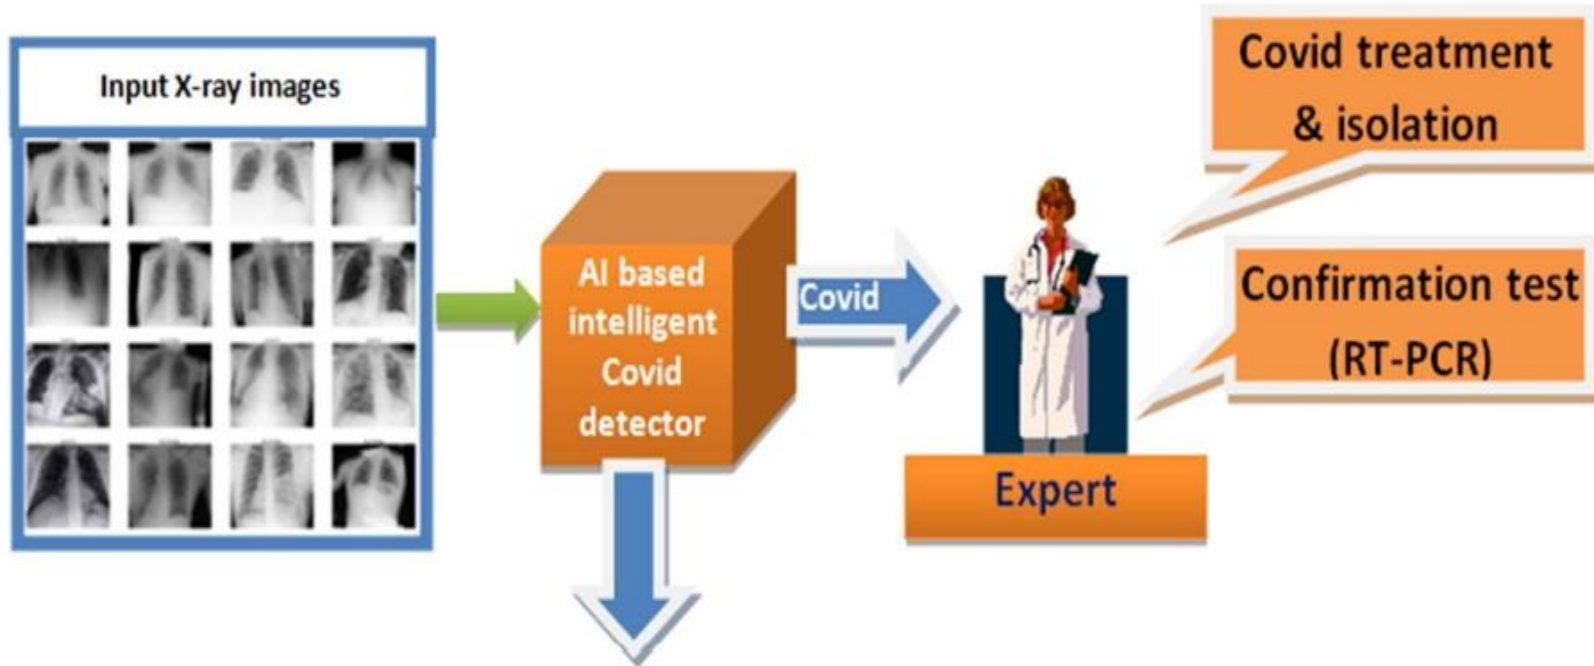 Input X-ray images
AI based
intelligent
Covid
detector
Covid
Expert
Covid treatment
& isolation
Confirmation test
(RT-PCR)